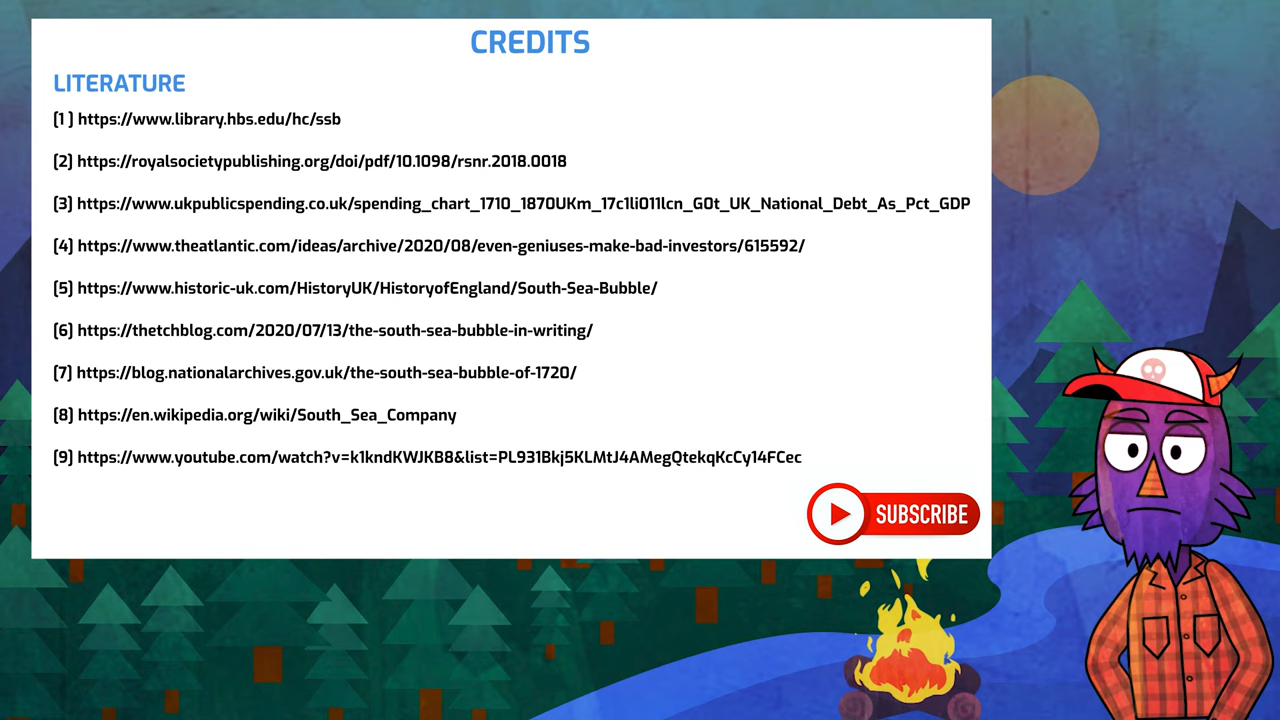 CREDITS
LITERATURE
[1 ] https://www.library.hbs.edu/hc/ssb
[2] https://royalsocietypublishing.org/doi/pdf/10.1098/rsnr.2018.0018
[3] https://www.ukpublicspending.co.uk/spending_chart_1710_1870UKm_17c1li011lcn_G0t_UK_National_Debt_As_Pct_GDP
[4] https://www.theatlantic.com/ideas/archive/2020/08/even-geniuses-make-bad-investors/615592/
[5] https://www.historic-uk.com/HistoryUK/HistoryofEngland/South-Sea-Bubble/
[6] https://thetchblog.com/2020/07/13/the-south-sea-bubble-in-writing/
[7] https://blog.nationalarchives.gov.uk/the-south-sea-bubble-of-1720/
[8] https://en.wikipedia.org/wiki/South_Sea_Company
[9] https://www.youtube.com/watch?v=k1kndKWJKB8&list=PL931Bkj5KLMtJ4AMegQtekqKcCy14FCec
SUBSCRIBE